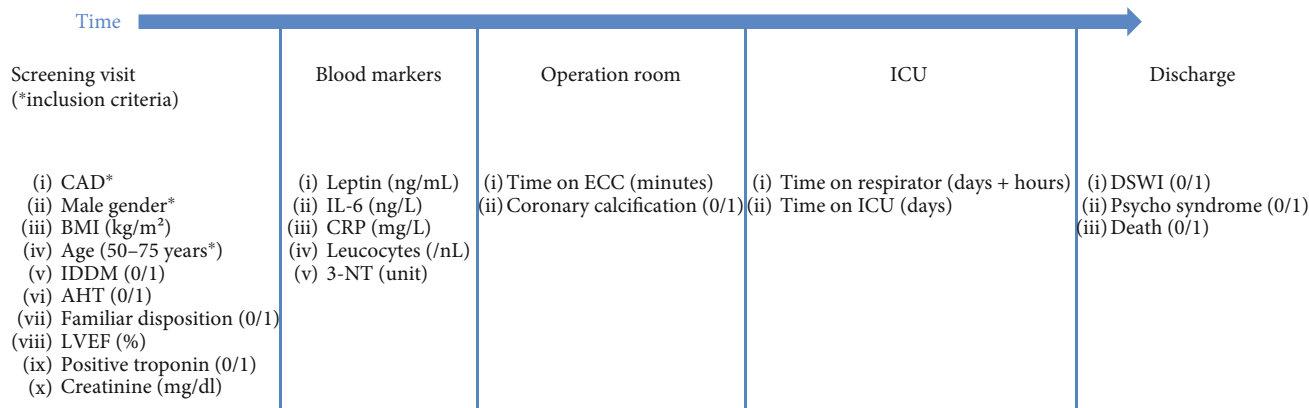 Time
Screening visit
(*inclusion criteria)
(i) CAD*
(ii) Male gender*
(iii) BMI (kg/m²)
(iv) Age (50–75 years*)
(v) IDDM (0/1)
(vi) AHT (0/1)
(vii) Familiar disposition (0/1)
(viii) LVEF (%)
(ix) Positive troponin (0/1)
(x) Creatinine (mg/dl)
Blood markers
(i) Leptin (ng/mL)
(ii) IL-6 (ng/L)
(iii) CRP (mg/L)
(iv) Leucocytes (/nL)
(v) 3-NT (unit)
Operation room
(i) Time on ECC (minutes)
(ii) Coronary calcification (0/1)
ICU
(i) Time on respirator (days + hours)
(ii) Time on ICU (days)
Discharge
(i) DSWI (0/1)
(ii) Psycho syndrome (0/1)
(iii) Death (0/1)